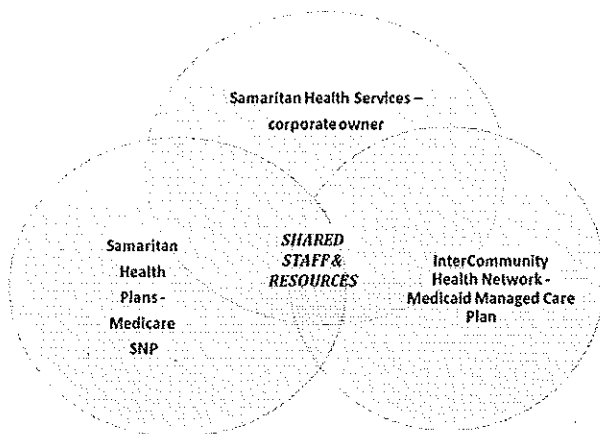 Samaritan Health Services –
corporate owner
Samaritan
Health
Plans -
Medicare
SNP
SHARED
STAFF &
RESOURCES
InterCommunity
Health Network -
Medicaid Managed Care
Plan